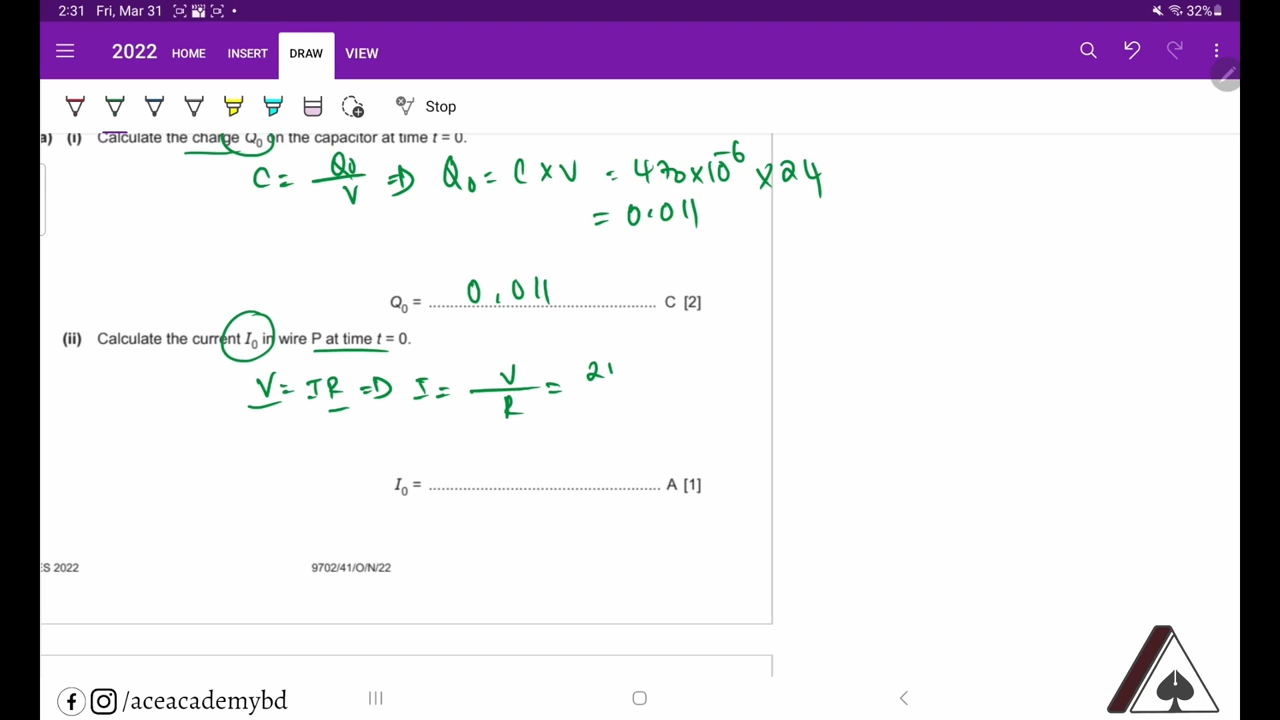 2:31 Fri, Mar 31 32%
2022 HOME INSERT DRAW VIEW
Stop
a) (i) Calculate the charge Q₀ on the capacitor at time t = 0.
C = Q₀/V ⇒ Q₀ = C × V = 470×10⁻⁶ × 24
= 0.011
Q₀ = 0.011 C [2]
(ii) Calculate the current I₀ in wire P at time t = 0.
V = IR ⇒ I = V/R =
I₀ = ................................................ A [1]
ES 2022 9702/41/O/N/22
/aceacademybd